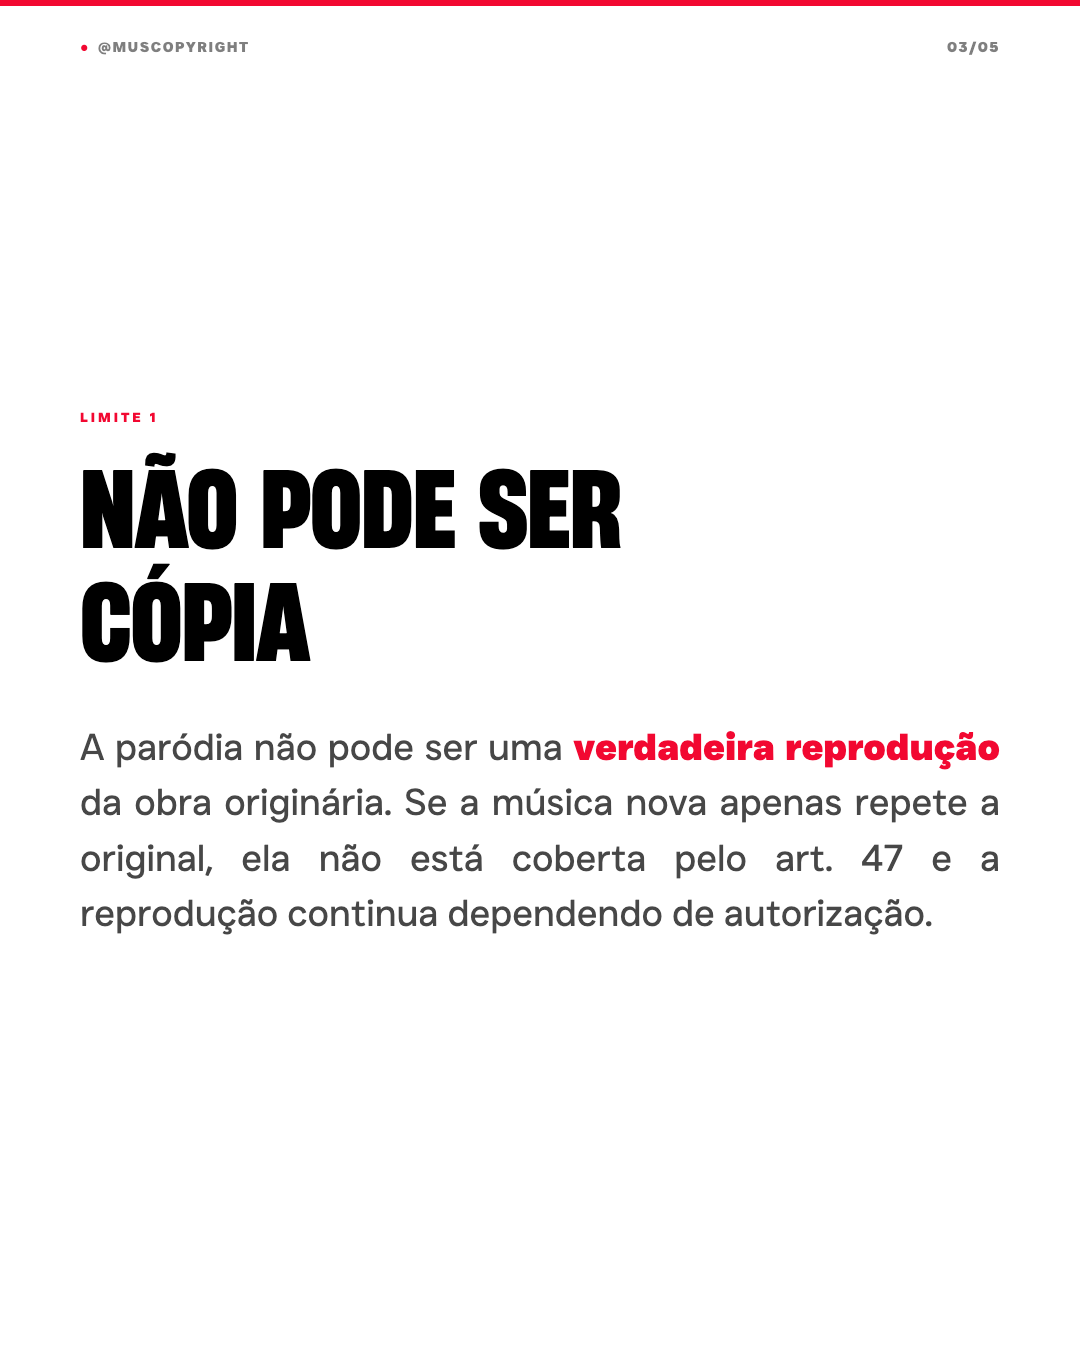 • @MUSCOPYRIGHT
03/05
LIMITE 1
NÃO PODE SER
CÓPIA
A paródia não pode ser uma verdadeira reprodução
da obra originária. Se a música nova apenas repete a
original, ela não está coberta pelo art. 47 e a
reprodução continua dependendo de autorização.